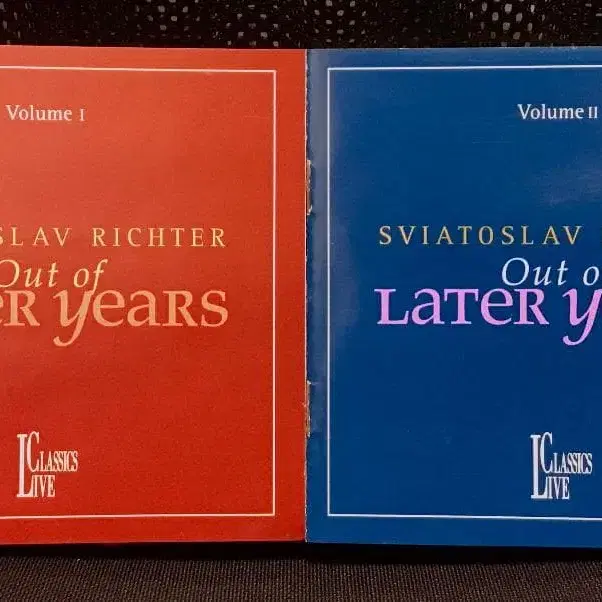 Volume I
SLAV RICHTER
Out of
ER YEARS
CLASSICS
LIVE
Volume II
SVIATOSLAV
Out o
LATER Y
CLASSICS
LIVE